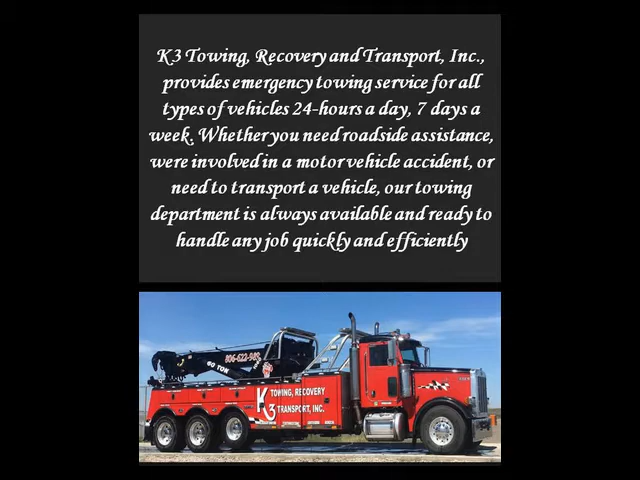 K3 Towing, Recovery and Transport, Inc.,
provides emergency towing service for all
types of vehicles 24-hours a day, 7 days a
week. Whether you need roadside assistance,
were involved in a motor vehicle accident, or
need to transport a vehicle, our towing
department is always available and ready to
handle any job quickly and efficiently
60 TON
K3
TOWING, RECOVERY
TRANSPORT, INC.